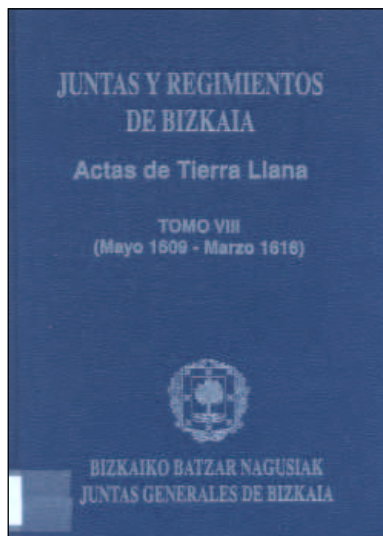 JUNTAS Y REGIMIENTOS
DE BIZKAIA
Actas de Tierra Llana
TOMO VIII
(Mayo 1609 - Marzo 1616)
BIZKAIKO BATZAR NAGUSIAK
JUNTAS GENERALES DE BIZKAIA